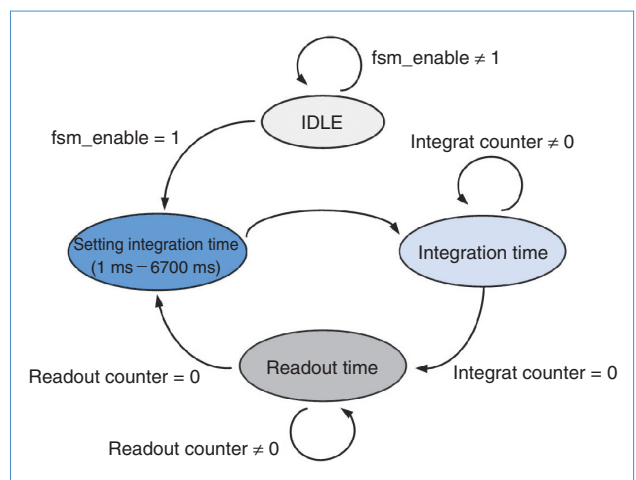 fsm_enable ≠ 1
IDLE
fsm_enable = 1
Integrat counter ≠ 0
Setting integration time
(1 ms – 6700 ms)
Integration time
Readout time
Readout counter = 0
Integrat counter = 0
Readout counter ≠ 0